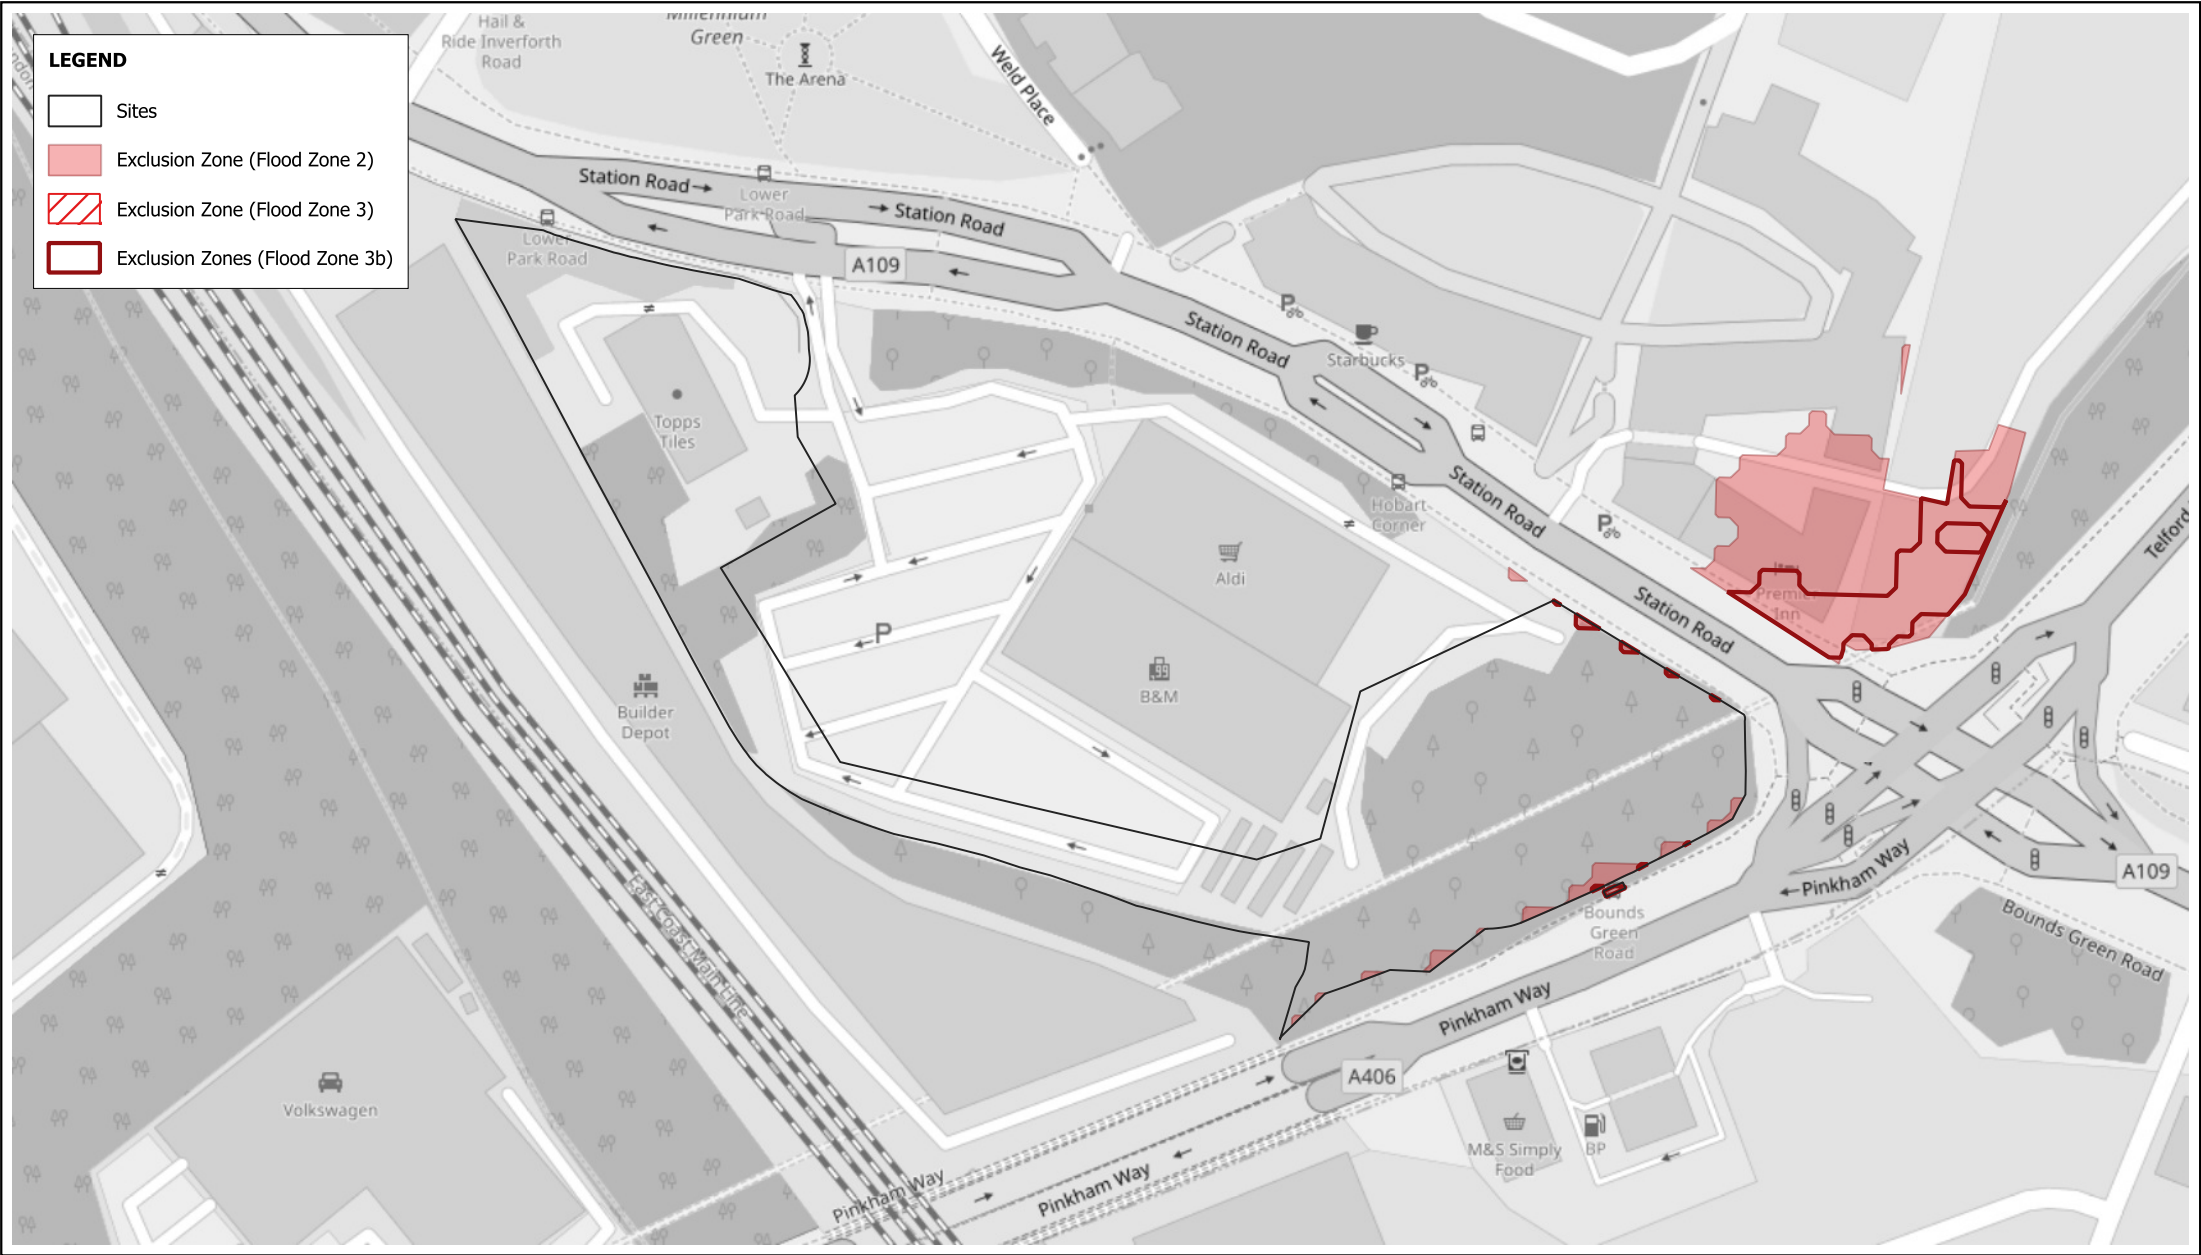 LEGEND
Sites
Exclusion Zone (Flood Zone 2)
Exclusion Zone (Flood Zone 3)
Exclusion Zones (Flood Zone 3b)
Hail &
Ride Inverforth
Road
Millennium
Green
The Arena
Weld Place
Station Road
Lower
Park Road
Station Road
Lower
Park Road
A109
Station Road
Starbucks
Topps
Tiles
Station Road
Hobart
Corner
Telford
Aldi
Premier
Inn
Station Road
P
B&M
Builder
Depot
East Coast Main Line
Pinkham Way
A109
Bounds
Green
Road
Bounds Green Road
Pinkham Way
A406
Volkswagen
M&S Simply
Food
BP
Pinkham Way
Pinkham Way
P
P
P